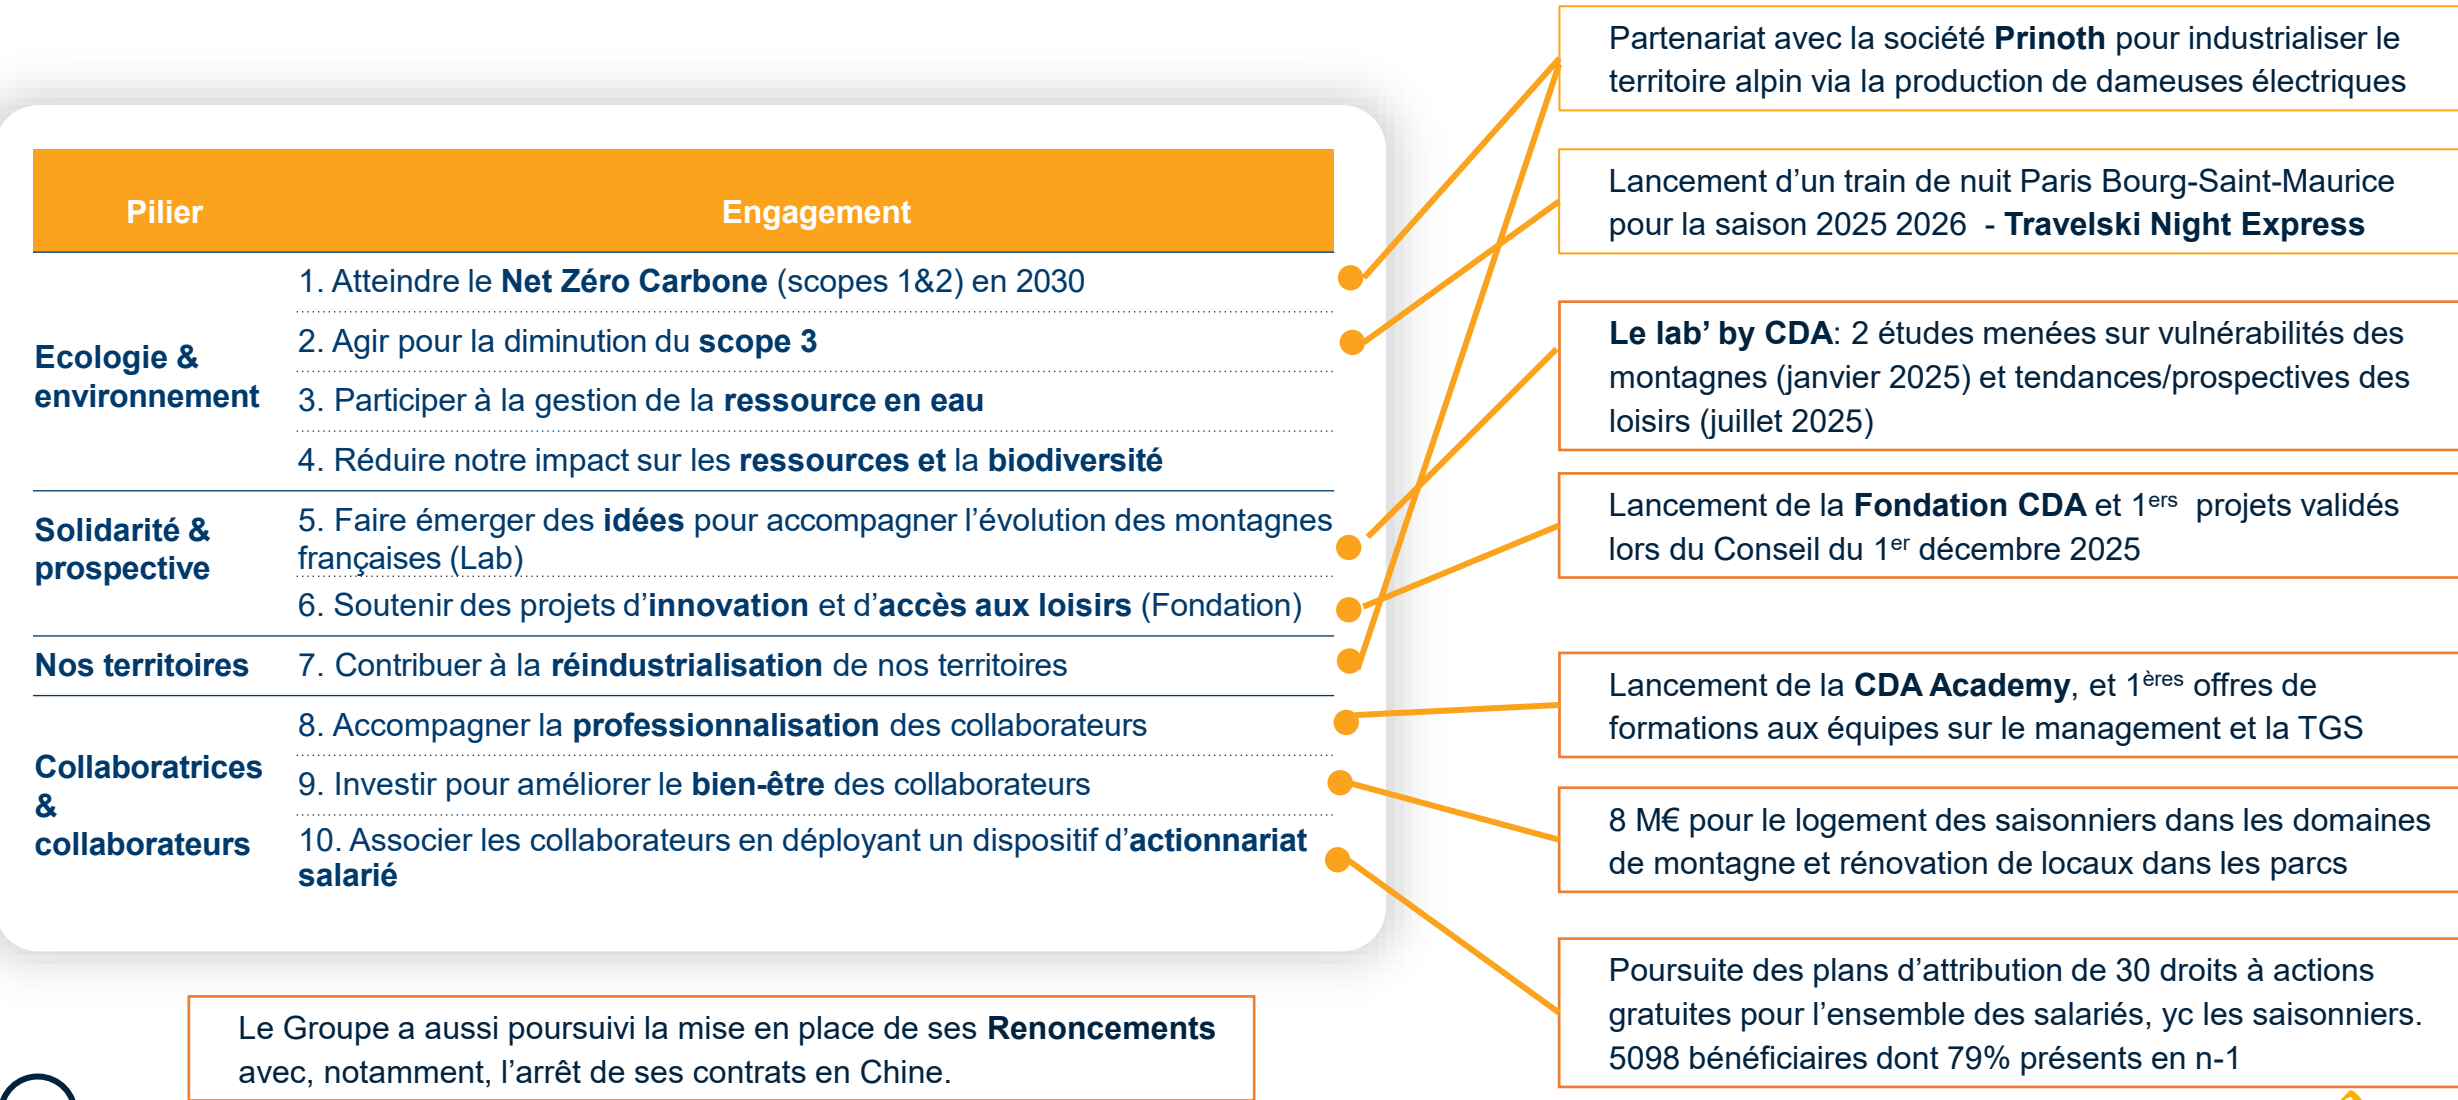 Pilier
Engagement
Ecologie &
environnement
1. Atteindre le Net Zéro Carbone (scopes 1&2) en 2030
2. Agir pour la diminution du scope 3
3. Participer à la gestion de la ressource en eau
4. Réduire notre impact sur les ressources et la biodiversité
Solidarité &
prospective
5. Faire émerger des idées pour accompagner l’évolution des montagnes
françaises (Lab)
6. Soutenir des projets d’innovation et d’accès aux loisirs (Fondation)
Nos territoires
7. Contribuer à la réindustrialisation de nos territoires
Collaboratrices
&
collaborateurs
8. Accompagner la professionnalisation des collaborateurs
9. Investir pour améliorer le bien-être des collaborateurs
10. Associer les collaborateurs en déployant un dispositif d’actionnariat
salarié
Partenariat avec la société Prinoth pour industrialiser le
territoire alpin via la production de dameuses électriques
Lancement d’un train de nuit Paris Bourg-Saint-Maurice
pour la saison 2025 2026 - Travelski Night Express
Le lab’ by CDA: 2 études menées sur vulnérabilités des
montagnes (janvier 2025) et tendances/prospectives des
loisirs (juillet 2025)
Lancement de la Fondation CDA et 1ers projets validés
lors du Conseil du 1er décembre 2025
Lancement de la CDA Academy, et 1ères offres de
formations aux équipes sur le management et la TGS
8 M€ pour le logement des saisonniers dans les domaines
de montagne et rénovation de locaux dans les parcs
Poursuite des plans d’attribution de 30 droits à actions
gratuites pour l’ensemble des salariés, yc les saisonniers.
5098 bénéficiaires dont 79% présents en n-1
Le Groupe a aussi poursuivi la mise en place de ses Renoncements
avec, notamment, l’arrêt de ses contrats en Chine.